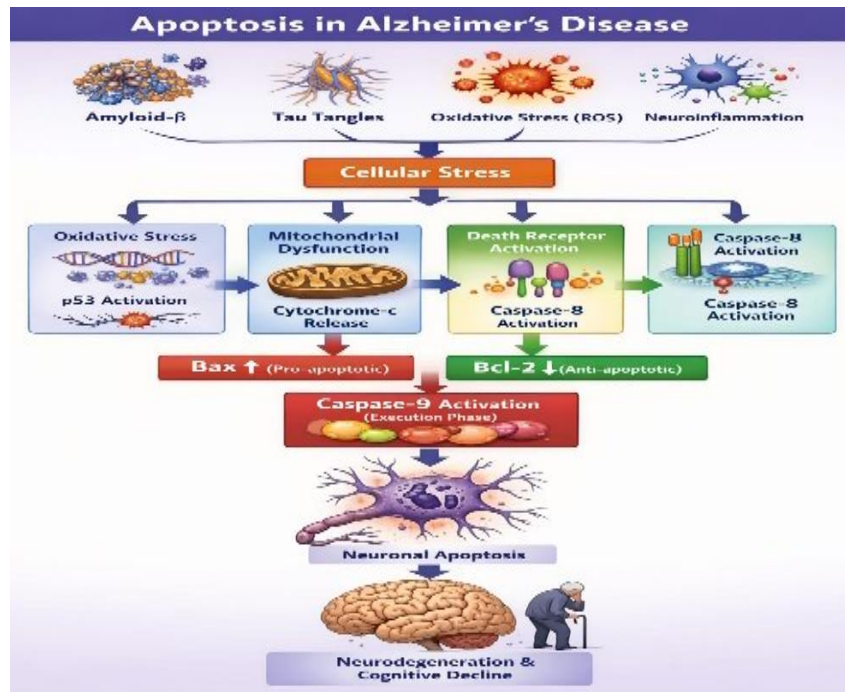 Apoptosis in Alzheimer's Disease
Amyloid-β
Tau Tangles
Oxidative Stress (ROS)
Neuroinflammation
Cellular Stress
Oxidative Stress
p53 Activation
Mitochondrial
Dysfunction
Cytochrome-c
Release
Death Receptor
Activation
Caspase-8
Activation
Caspase-8
Activation
Caspase-8
Activation
Bax ↑ (Pro-apoptotic)
Bcl-2 ↓ (Anti-apoptotic)
Caspase-9 Activation
(Execution Phase)
Neuronal Apoptosis
Neurodegeneration &
Cognitive Decline